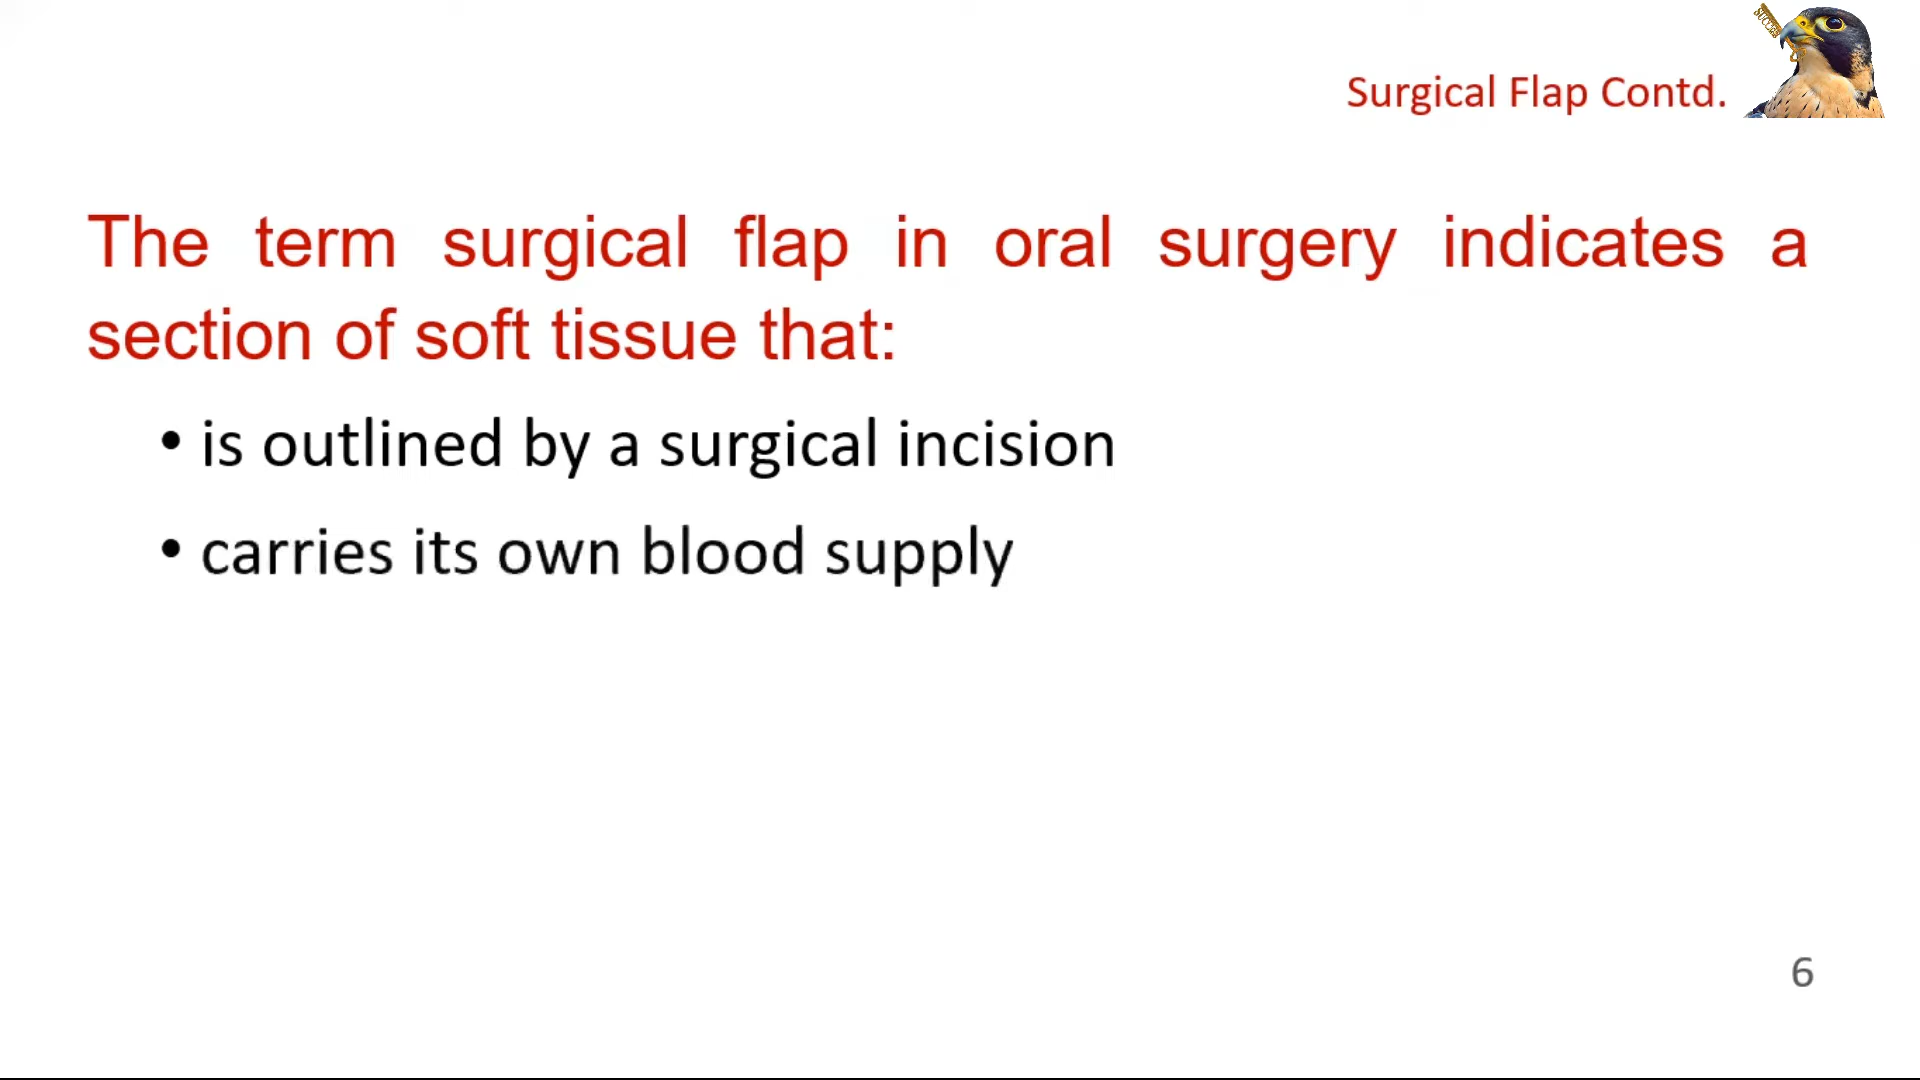 Surgical Flap Contd.
The term surgical flap in oral surgery indicates a
section of soft tissue that:
• is outlined by a surgical incision
• carries its own blood supply
6